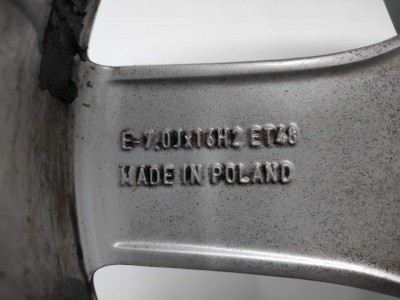 E-7,0Jx16H2 ET48
MADE IN POLAND